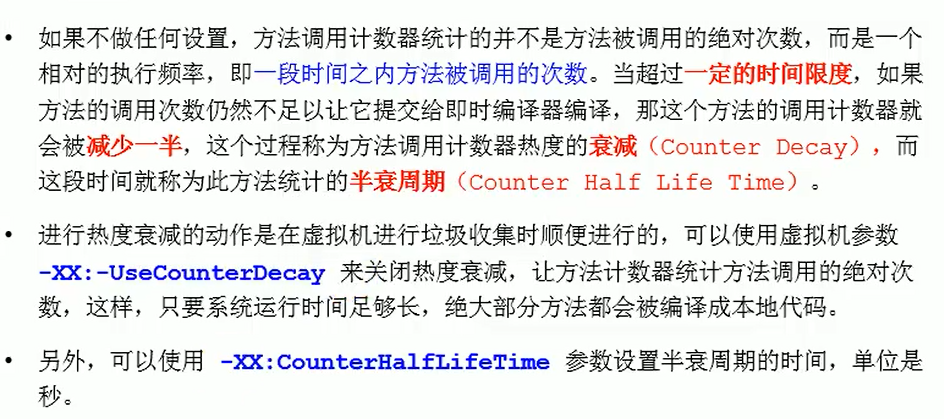 • 如果不做任何设置，方法调用计数器统计的并不是方法被调用的绝对次数，而是一个
相对的执行频率，即一段时间之内方法被调用的次数。当超过一定的时间限度，如果
方法的调用次数仍然不足以让它提交给即时编译器编译，那这个方法的调用计数器就
会被减少一半，这个过程称为方法调用计数器热度的衰减（Counter Decay），而
这段时间就称为此方法统计的半衰周期（Counter Half Life Time）。
• 进行热度衰减的动作是在虚拟机进行垃圾收集时顺便进行的，可以使用虚拟机参数
-XX:-UseCounterDecay 来关闭热度衰减，让方法计数器统计方法调用的绝对次
数，这样，只要系统运行时间足够长，绝大部分方法都会被编译成本地代码。
• 另外，可以使用 -XX:CounterHalfLifeTime 参数设置半衰周期的时间，单位是
秒。